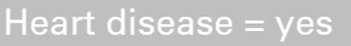 Heart disease = yes